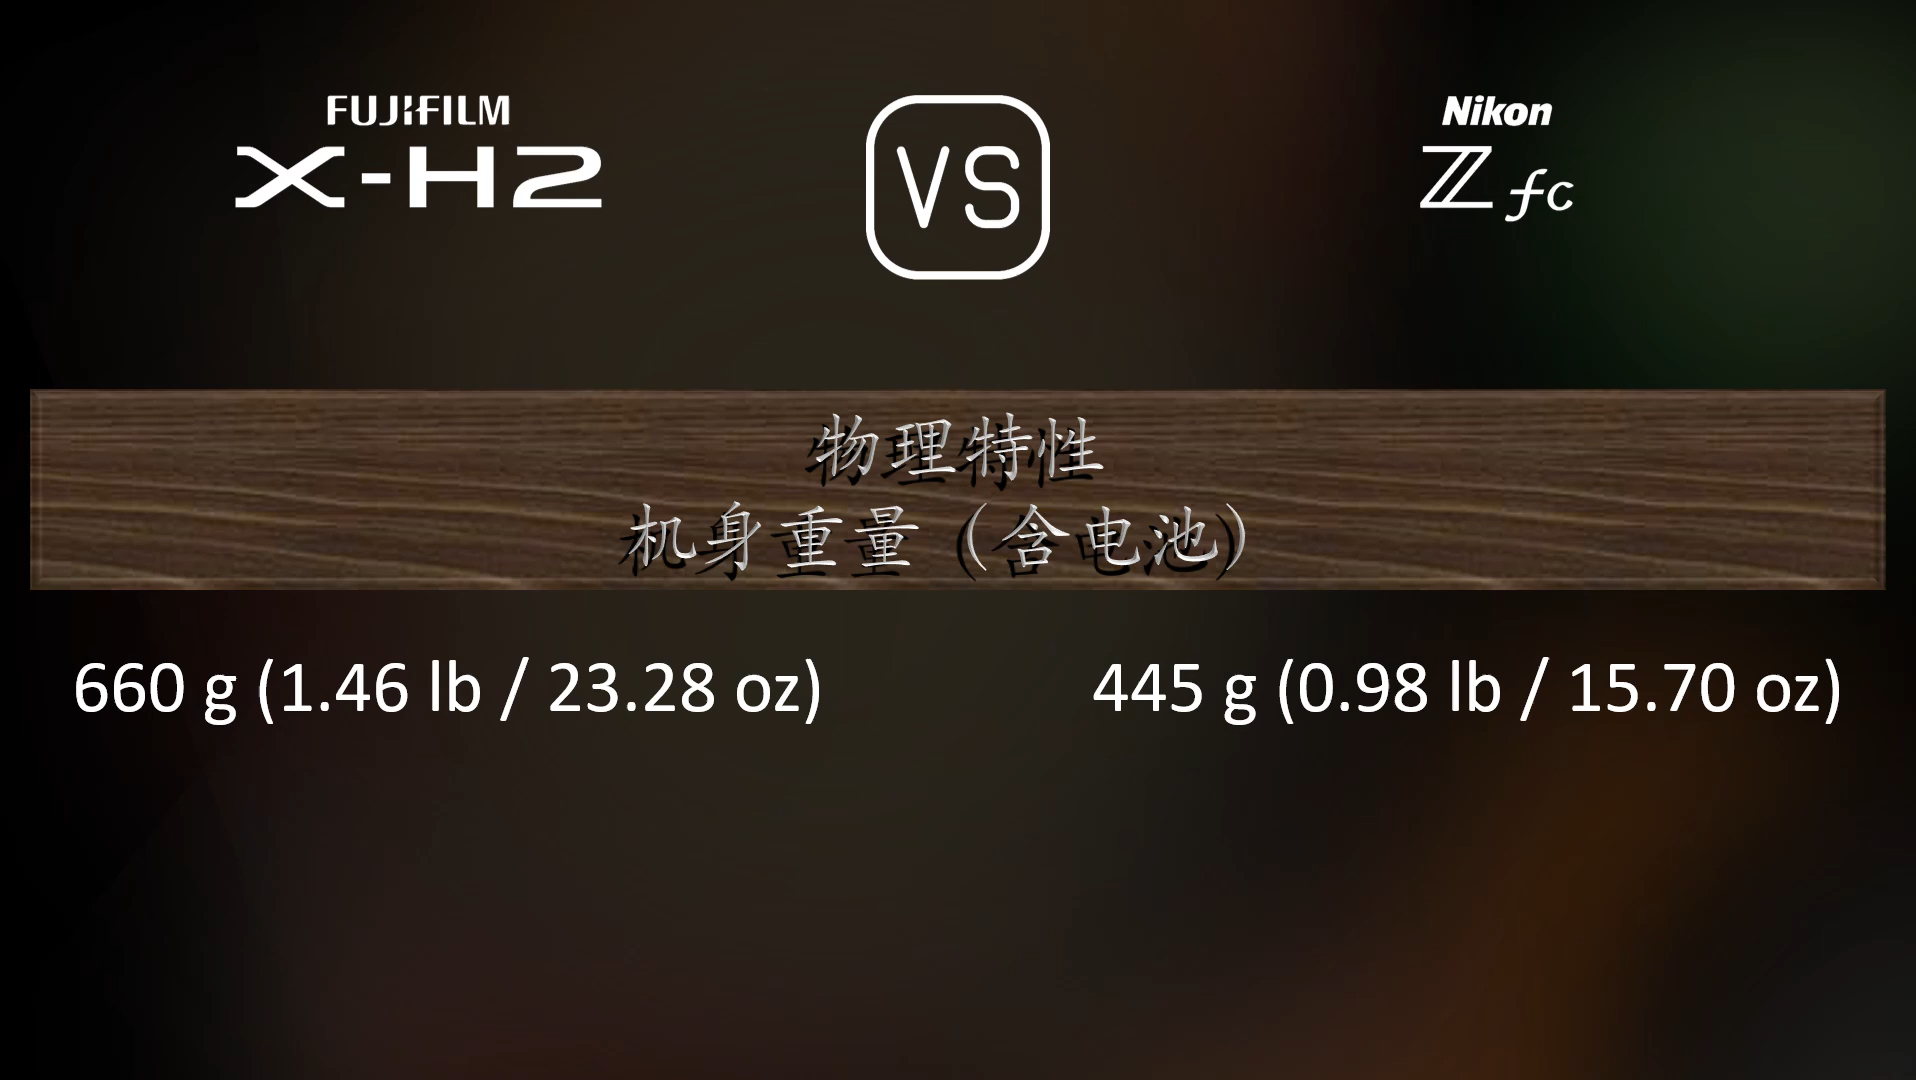 FUJIFILM
X-H2
VS
Nikon
Z fc
物理特性
机身重量（含电池）
660 g (1.46 lb / 23.28 oz)
445 g (0.98 lb / 15.70 oz)